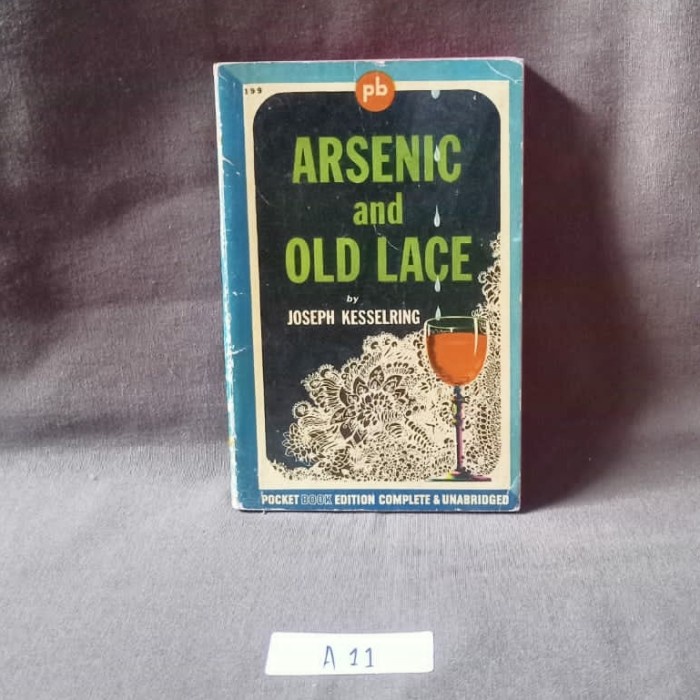 199
pb
ARSENIC
and
OLD LACE
by
JOSEPH KESSELRING
POCKET BOOK EDITION COMPLETE & UNABRIDGED
A 11